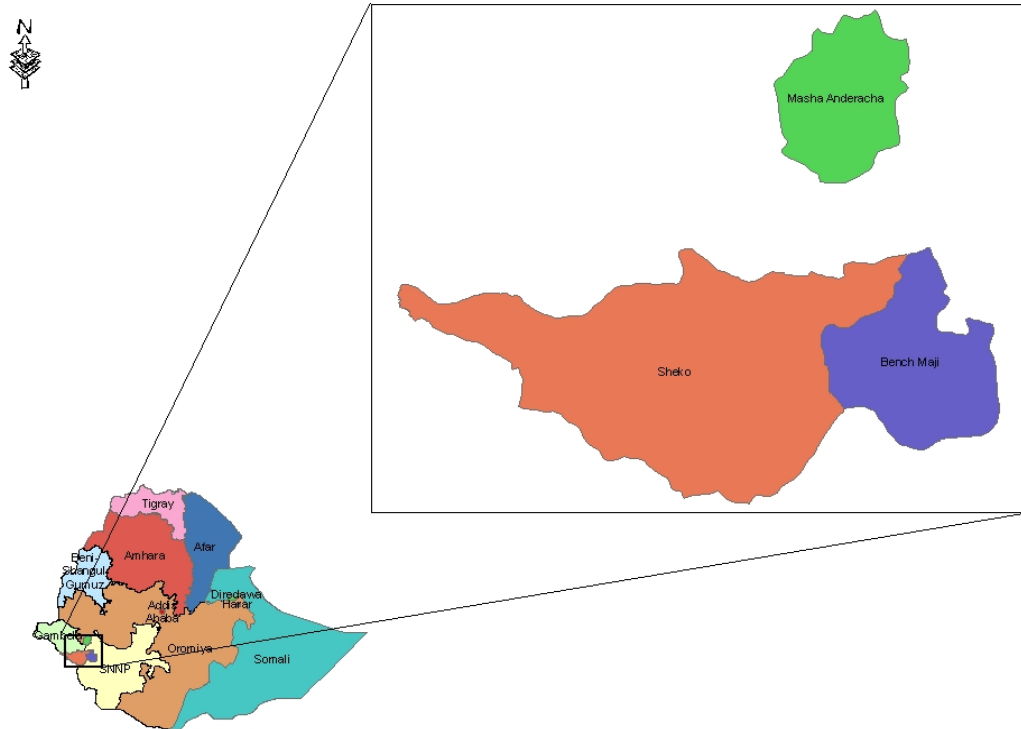 N
Masha Anderacha
Sheko
Bench Maji
Tigray
Afar
Amhara
Beni-
Shangul
Gumuz
Diredawa
Harar
Addis
Ababa
Gambela
Oromiya
Somali
SNNP